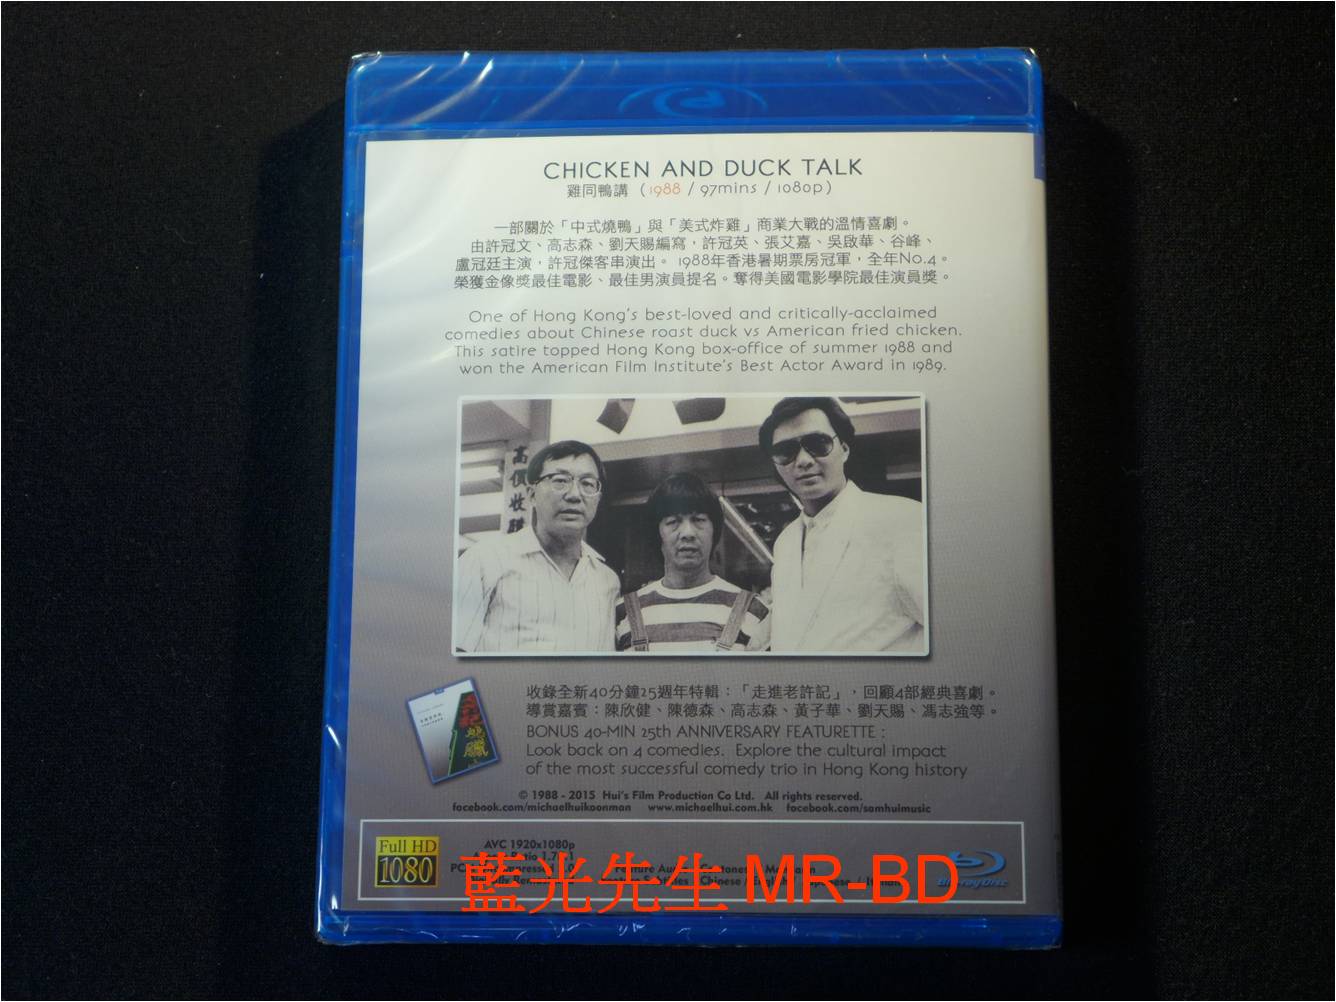 CHICKEN AND DUCK TALK
雞同鴨講 (1988 / 97mins / 1080p)
一部關於「中式燒鴨」與「美式炸雞」商業大戰的溫情喜劇。
由許冠文、高志森、劉天賜編寫，許冠英、張艾嘉、吳啟華、谷峰、
盧冠廷主演，許冠傑客串演出。 1988年香港暑期票房冠軍，全年No.4。
榮獲金像獎最佳電影、最佳男演員提名。奪得美國電影學院最佳演員獎。
One of Hong Kong's best-loved and critically-acclaimed
comedies about Chinese roast duck vs American fried chicken.
This satire topped Hong Kong box-office of summer 1988 and
won the American Film Institute's Best Actor Award in 1989.
高價收購
收錄全新40分鐘25週年特輯：「走進老許記」，回顧4部經典喜劇。
導賞嘉賓：陳欣健、陳德森、高志森、黃子華、劉天賜、馮志強等。
BONUS 40-MIN 25th ANNIVERSARY FEATURETTE :
Look back on 4 comedies. Explore the cultural impact
of the most successful comedy trio in Hong Kong history
© 1988 - 2015 Hui's Film Production Co Ltd. All rights reserved.
facebook.com/michaelhuikoonman www.michaelhui.com.hk facebook.com/samhuimusic
Full HD
1080
AVC 1920x1080p
Blu-ray Disc
藍光先生 MR-BD